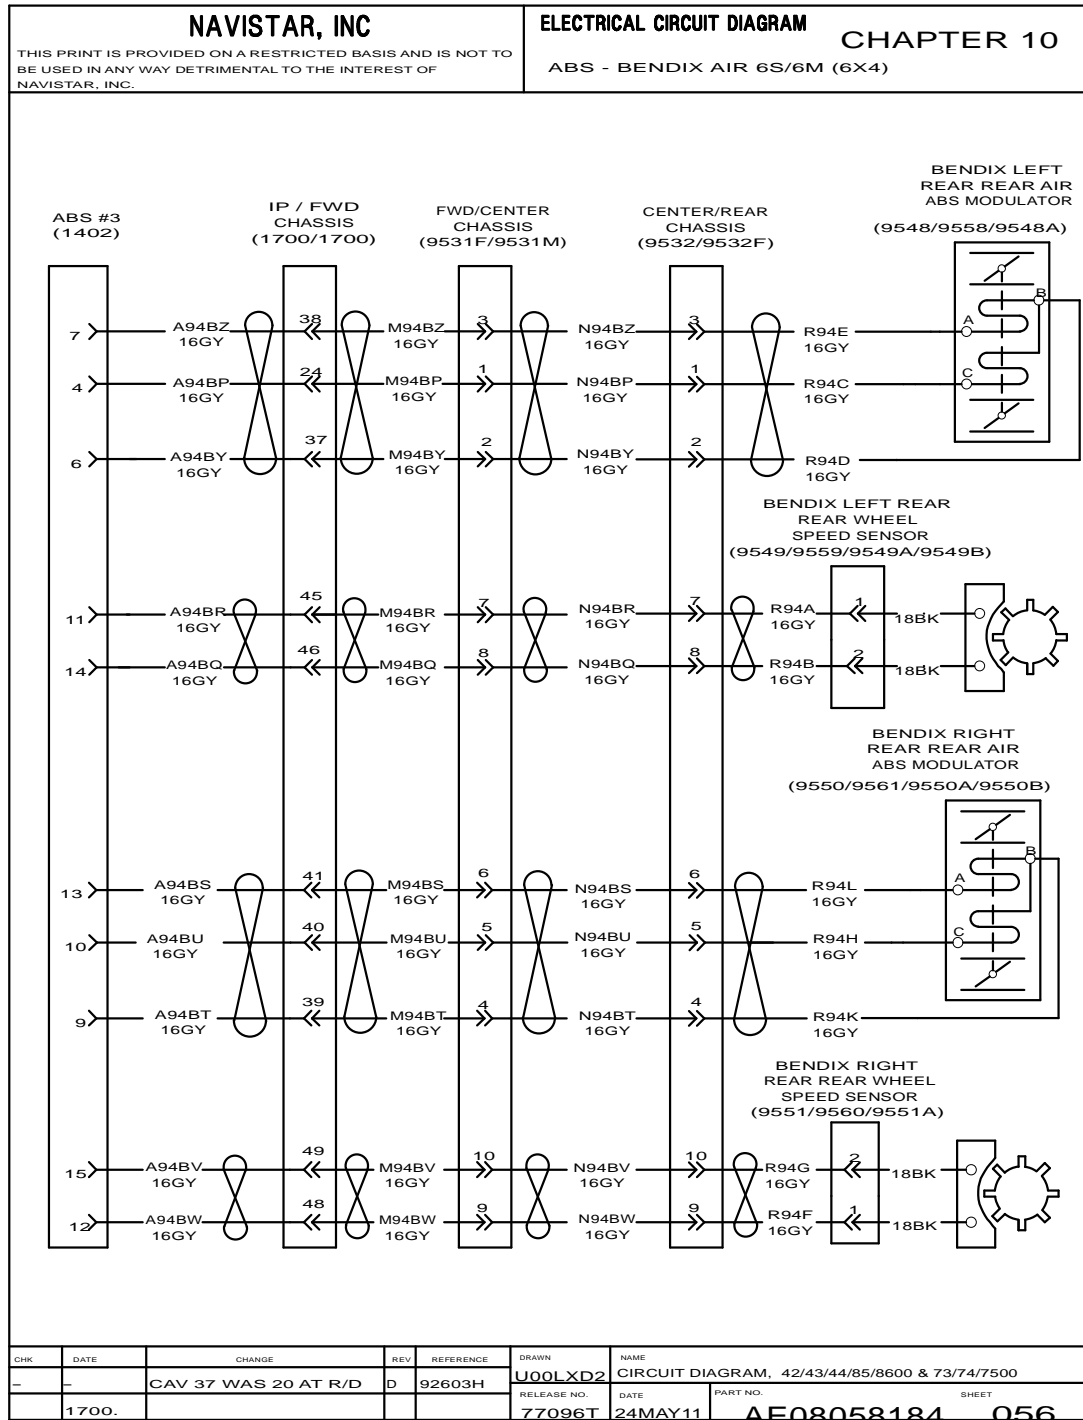 NAVISTAR, INC
THIS PRINT IS PROVIDED ON A RESTRICTED BASIS AND IS NOT TO
BE USED IN ANY WAY DETRIMENTAL TO THE INTEREST OF
NAVISTAR, INC.
ELECTRICAL CIRCUIT DIAGRAM
CHAPTER 10
ABS - BENDIX AIR 6S/6M (6X4)
ABS #3
(1402)
IP / FWD
CHASSIS
(1700/1700)
FWD/CENTER
CHASSIS
(9531F/9531M)
CENTER/REAR
CHASSIS
(9532/9532F)
BENDIX LEFT
REAR REAR AIR
ABS MODULATOR
(9548/9558/9548A)
B
7 A94BZ 38 M94BZ 3 N94BZ 3 R94E A
16GY 16GY 16GY 16GY
4 A94BP 24 M94BP 1 N94BP 1 R94C C
16GY 16GY 16GY 16GY
6 A94BY 37 M94BY 2 N94BY 2 R94D
16GY 16GY 16GY 16GY
BENDIX LEFT REAR
REAR WHEEL
SPEED SENSOR
(9549/9559/9549A/9549B)
11 A94BR 45 M94BR 7 N94BR 7 R94A 1 18BK
16GY 16GY 16GY 16GY
14 A94BQ 46 M94BQ 8 N94BQ 8 R94B 2 18BK
16GY 16GY 16GY 16GY
BENDIX RIGHT
REAR REAR AIR
ABS MODULATOR
(9550/9561/9550A/9550B)
B
13 A94BS 41 M94BS 6 N94BS 6 R94L A
16GY 16GY 16GY 16GY
10 A94BU 40 M94BU 5 N94BU 5 R94H C
16GY 16GY 16GY 16GY
9 A94BT 39 M94BT 4 N94BT 4 R94K
16GY 16GY 16GY 16GY
BENDIX RIGHT
REAR REAR WHEEL
SPEED SENSOR
(9551/9560/9551A)
15 A94BV 49 M94BV 10 N94BV 10 R94G 2 18BK
16GY 16GY 16GY 16GY
12 A94BW 48 M94BW 9 N94BW 9 R94F 1 18BK
16GY 16GY 16GY 16GY
CHK DATE CHANGE REV REFERENCE DRAWN NAME
- - CAV 37 WAS 20 AT R/D D 92603H U00LXD2 CIRCUIT DIAGRAM, 42/43/44/85/8600 & 73/74/7500
RELEASE NO. DATE PART NO. SHEET
1700. 77096T 24MAY11 AE08058184 056